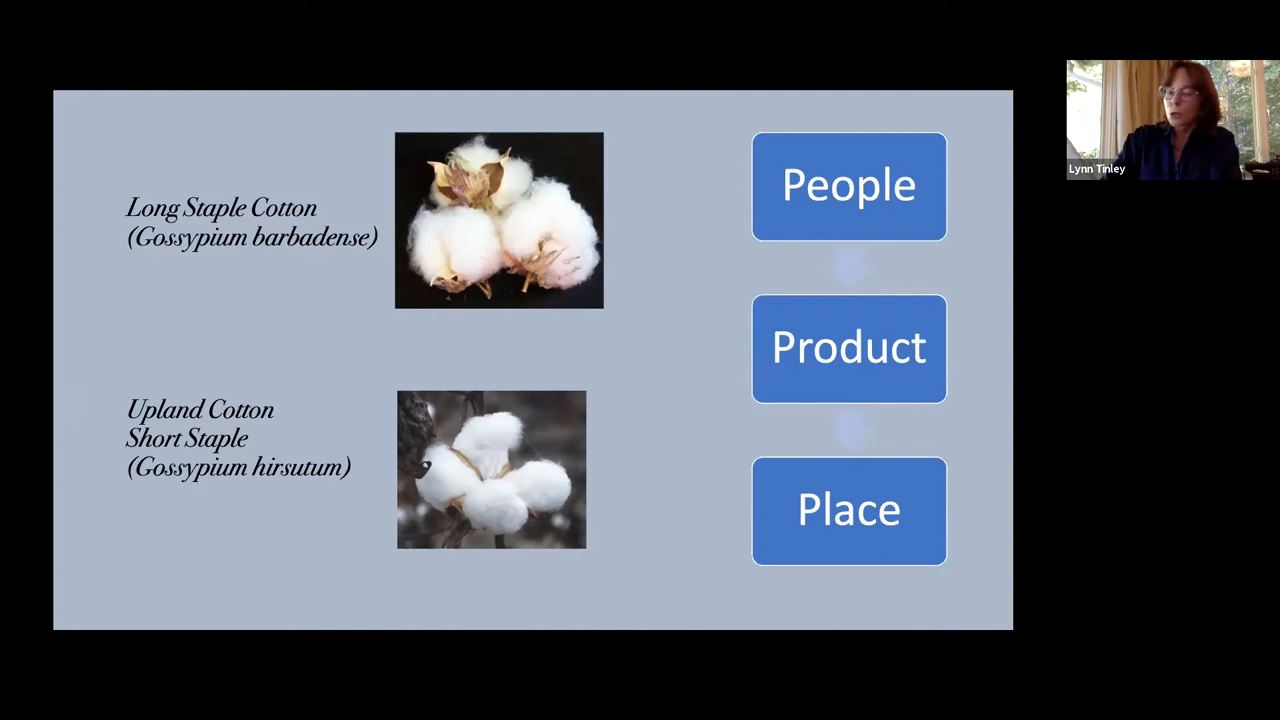 Long Staple Cotton
(Gossypium barbadense)
Upland Cotton
Short Staple
(Gossypium hirsutum)
People
Product
Place
Lynn Tinley